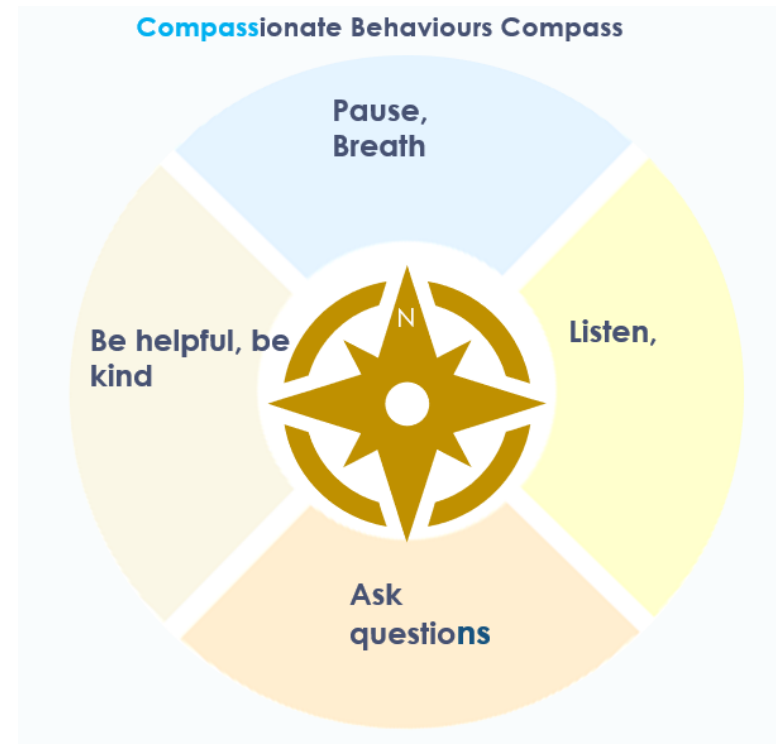 Compassionate Behaviours Compass
Pause,
Breath
N
Be helpful, be
kind
Listen,
Ask
questions